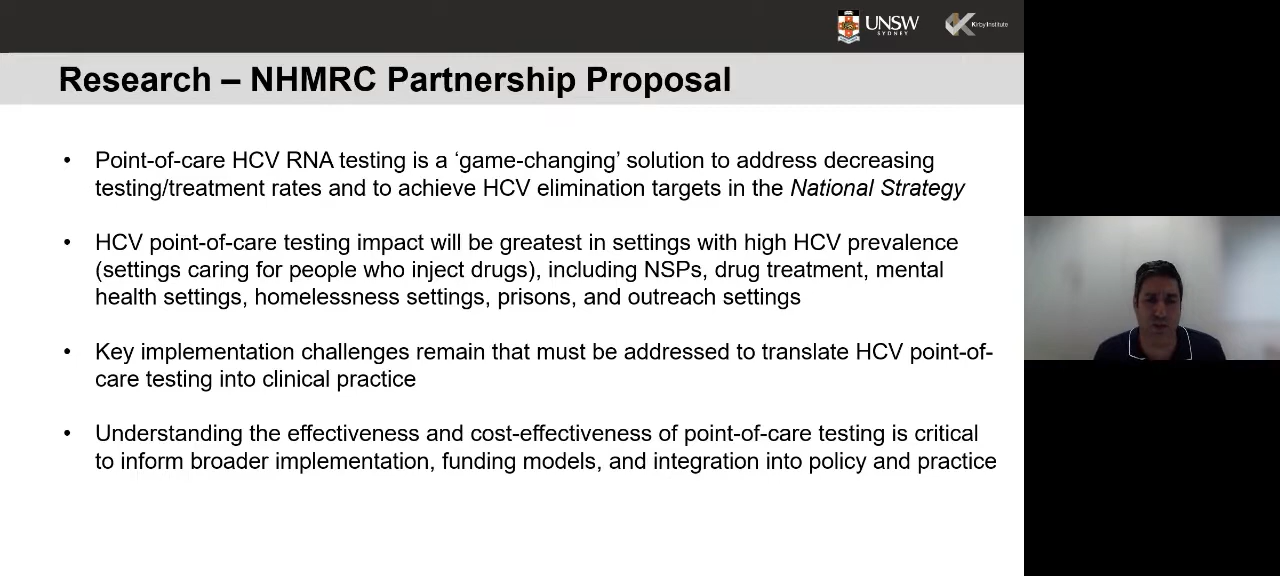 UNSW
SYDNEY
Kirby Institute
Research – NHMRC Partnership Proposal
• Point-of-care HCV RNA testing is a ‘game-changing’ solution to address decreasing
testing/treatment rates and to achieve HCV elimination targets in the National Strategy
• HCV point-of-care testing impact will be greatest in settings with high HCV prevalence
(settings caring for people who inject drugs), including NSPs, drug treatment, mental
health settings, homelessness settings, prisons, and outreach settings
• Key implementation challenges remain that must be addressed to translate HCV point-of-
care testing into clinical practice
• Understanding the effectiveness and cost-effectiveness of point-of-care testing is critical
to inform broader implementation, funding models, and integration into policy and practice